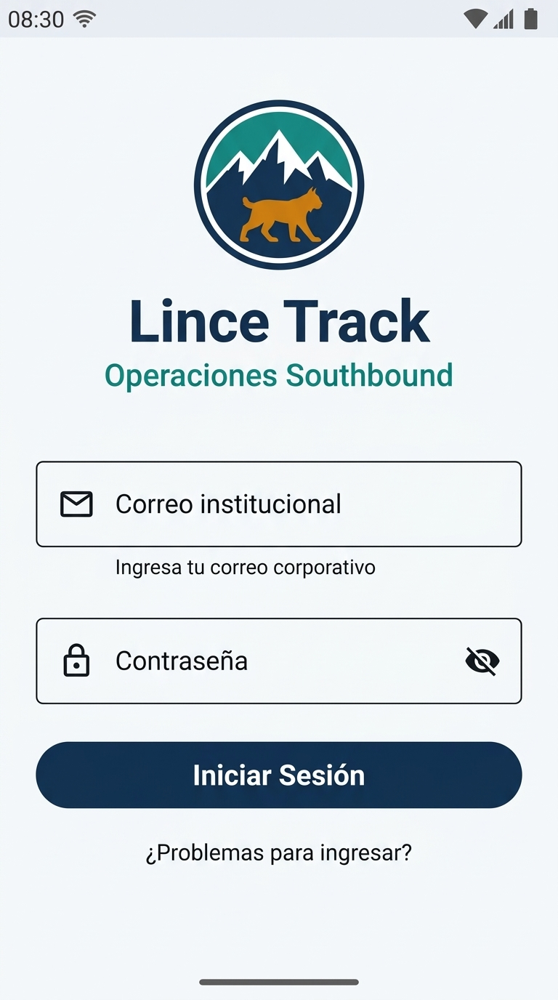 08:30
Lince Track
Operaciones Southbound
Correo institucional
Ingresa tu correo corporativo
Contraseña
Iniciar Sesión
¿Problemas para ingresar?